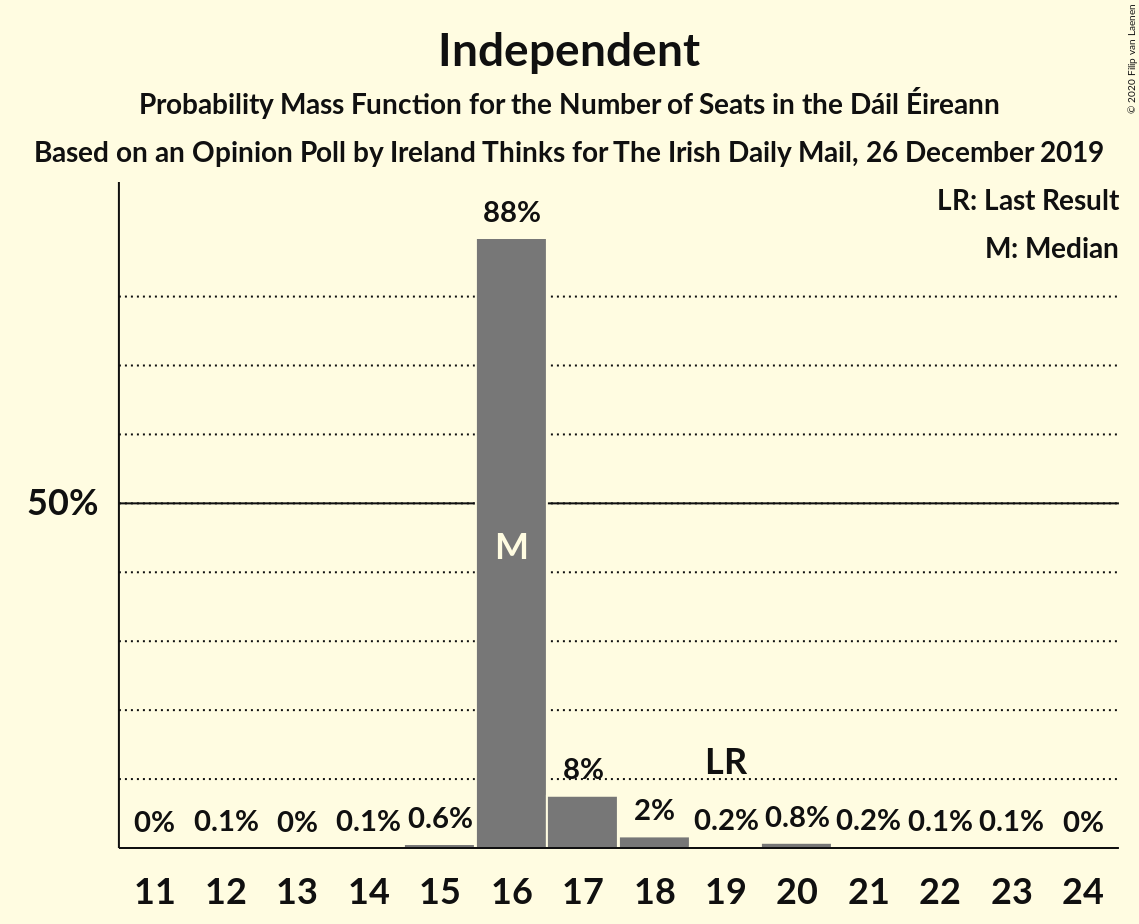 Independent
Probability Mass Function for the Number of Seats in the Dáil Éireann
Based on an Opinion Poll by Ireland Thinks for The Irish Daily Mail, 26 December 2019
© 2020 Filip van Laenen
LR: Last Result
M: Median
88%
50%
M
LR
8%
0% 0.1% 0% 0.1% 0.6% 2% 0.2% 0.8% 0.2% 0.1% 0.1% 0%
11 12 13 14 15 16 17 18 19 20 21 22 23 24